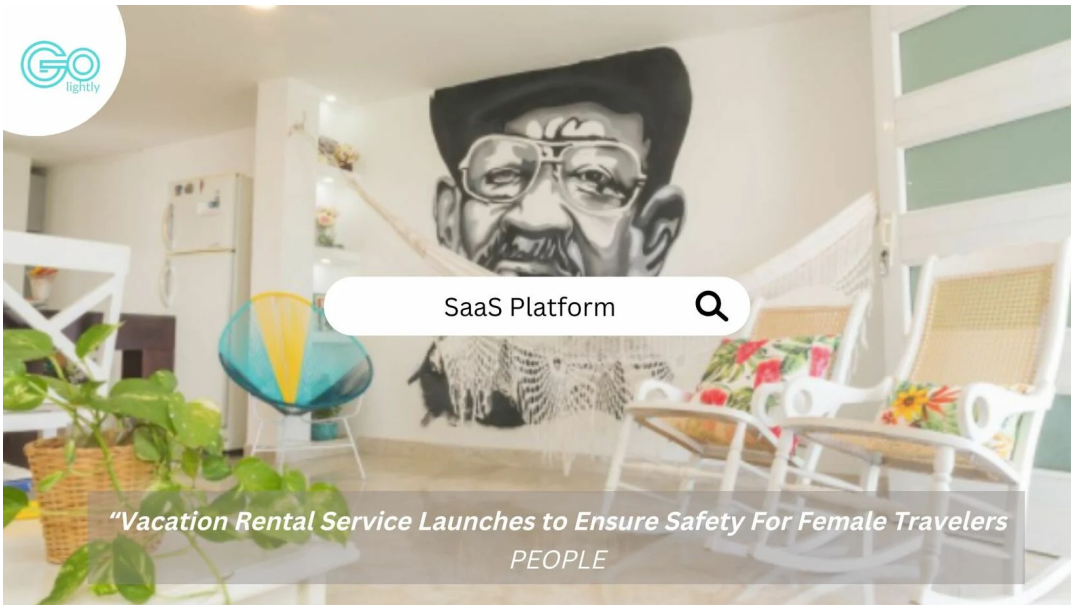 Go
lightly
SaaS Platform
“Vacation Rental Service Launches to Ensure Safety For Female Travelers
PEOPLE